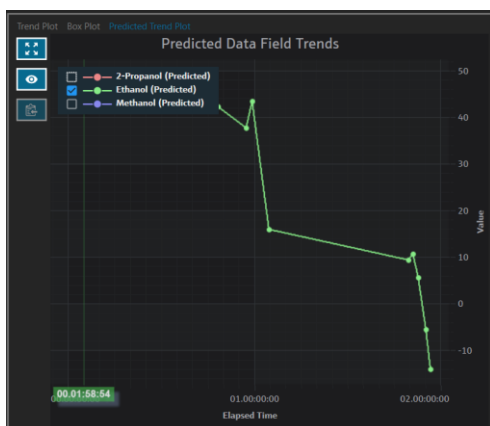 Trend Plot Box Plot Predicted Trend Plot
Predicted Data Field Trends
2-Propanol (Predicted)
Ethanol (Predicted)
Methanol (Predicted)
50
40
30
20
10
0
-10
Value
00.01:58:54
01.00:00:00
02.00:00:00
Elapsed Time